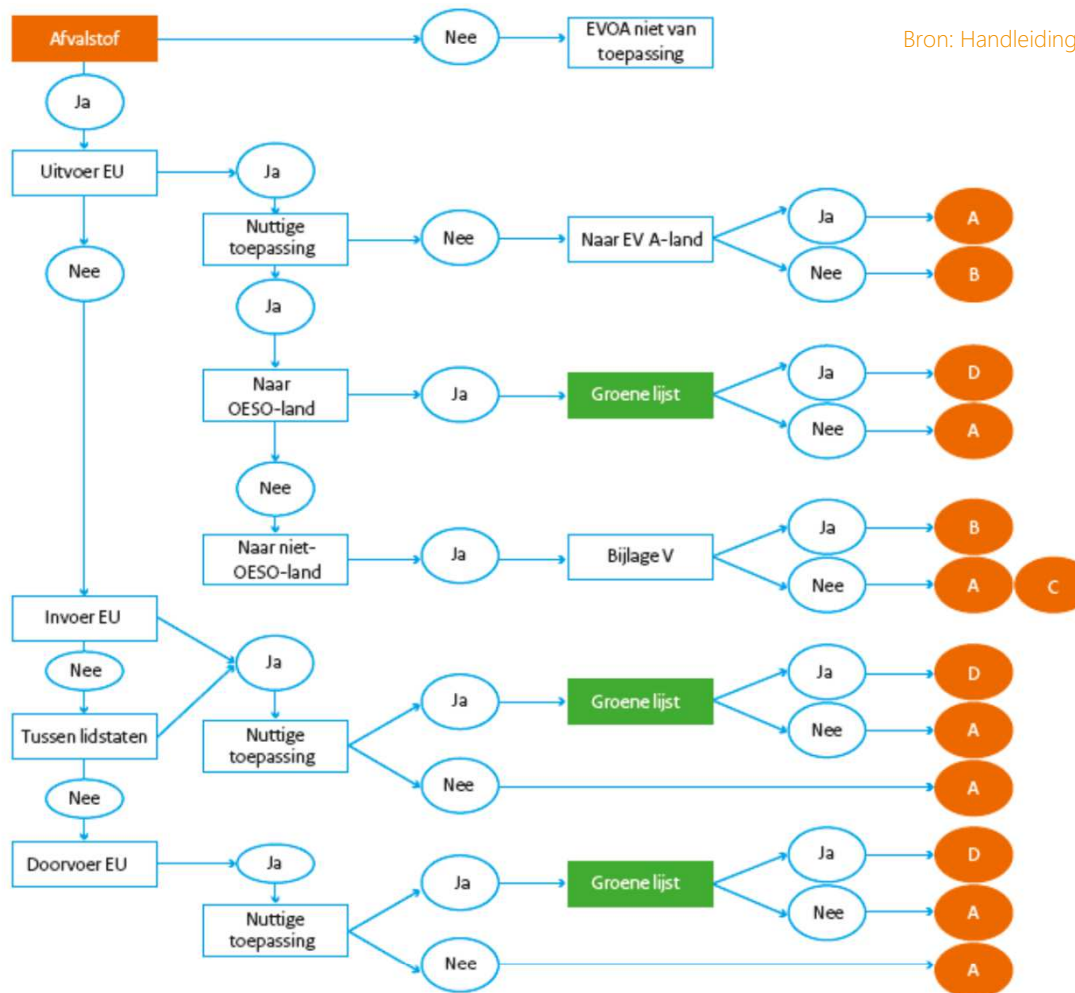 Afvalstof
Nee
EVOA niet van
toepassing
Bron: Handleiding
Ja
Uitvoer EU
Ja
Nuttige
toepassing
Nee
Naar EV A-land
Ja
A
Nee
B
Nee
Ja
Naar
OESO-land
Ja
Groene lijst
Ja
D
Nee
A
Nee
Naar niet-
OESO-land
Ja
Bijlage V
Ja
B
Nee
A
C
Invoer EU
Nee
Tussen lidstaten
Ja
Nuttige
toepassing
Ja
Groene lijst
Ja
D
Nee
A
Nee
A
Nee
Doorvoer EU
Ja
Nuttige
toepassing
Ja
Groene lijst
Ja
D
Nee
A
Nee
A